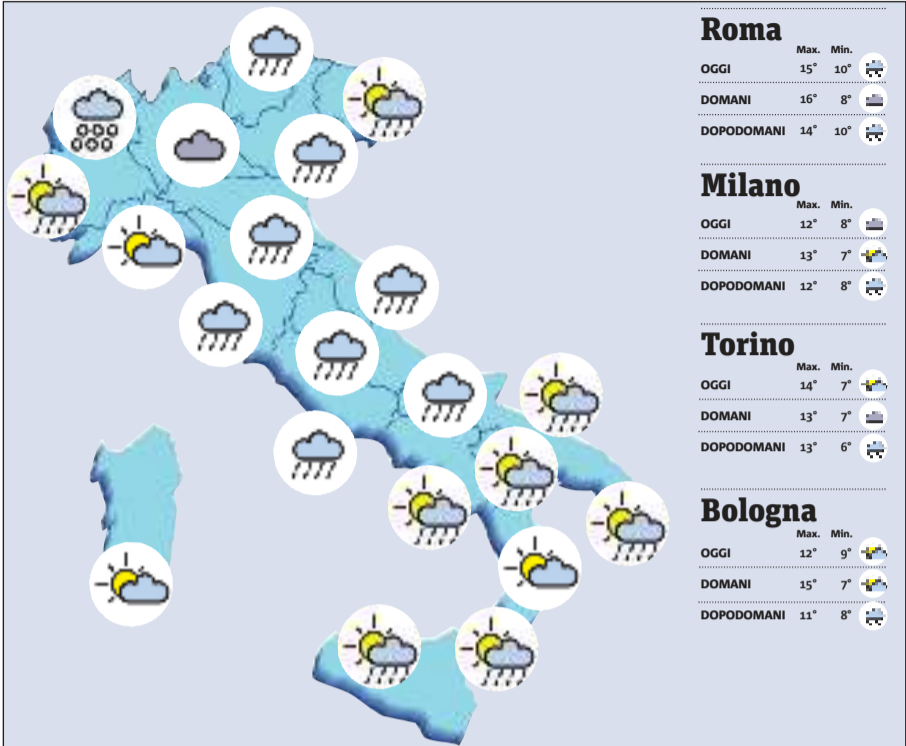 Roma
Max. Min.
OGGI 15° 10°
DOMANI 16° 8°
DOPODOMANI 14° 10°
Milano
Max. Min.
OGGI 12° 8°
DOMANI 13° 7°
DOPODOMANI 12° 8°
Torino
Max. Min.
OGGI 14° 7°
DOMANI 13° 7°
DOPODOMANI 13° 6°
Bologna
Max. Min.
OGGI 12° 9°
DOMANI 15° 7°
DOPODOMANI 11° 8°